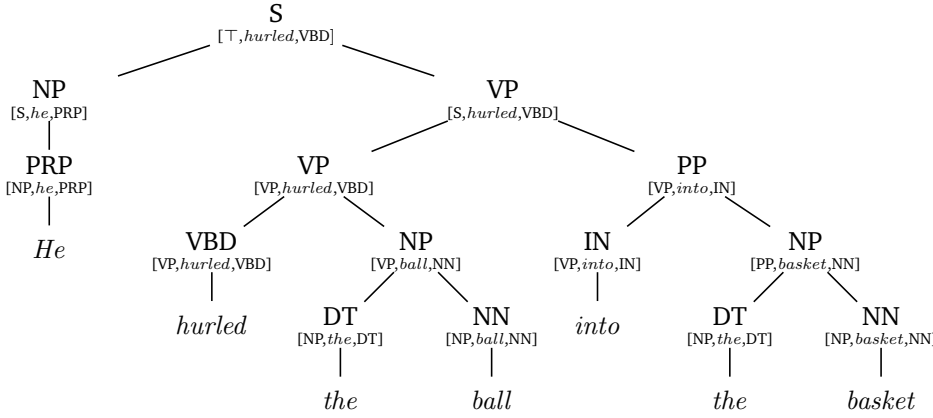 S
[⊤,hurled,VBD]
NP VP
[S,he,PRP] [S,hurled,VBD]
PRP VP PP
[NP,he,PRP] [VP,hurled,VBD] [VP,into,IN]
He VBD NP IN NP
[VP,hurled,VBD] [VP,ball,NN] [VP,into,IN] [PP,basket,NN]
hurled DT NN into DT NN
[NP,the,DT] [NP,ball,NN] [NP,the,DT] [NP,basket,NN]
the ball the basket